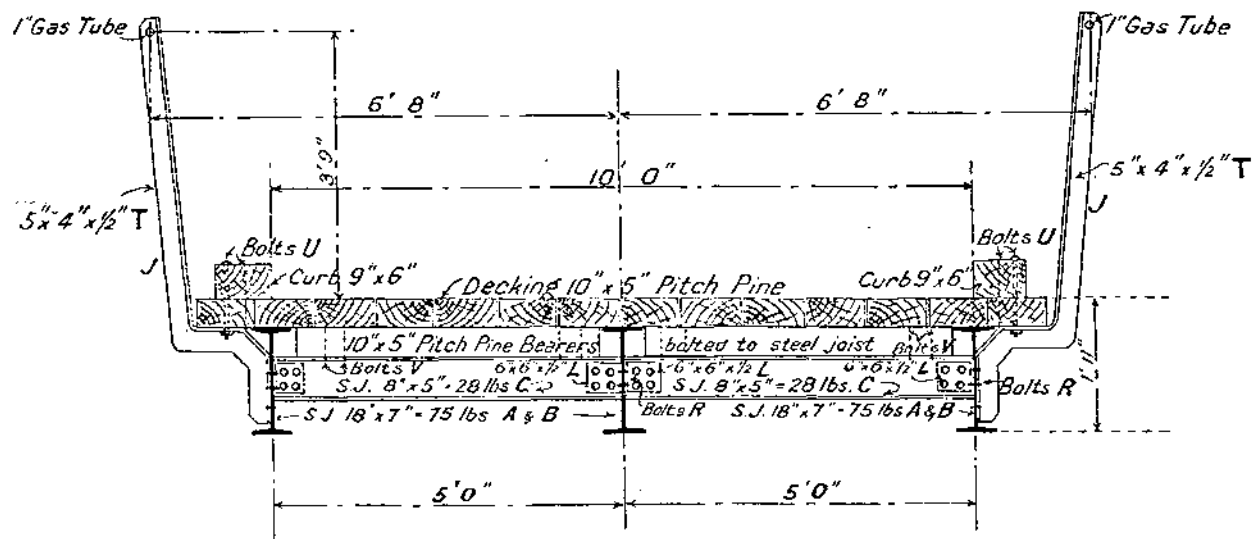 1" Gas Tube
1" Gas Tube
6' 8"
6' 8"
3' 9"
10' 0"
5" x 4" x 1/2" T
5" x 4" x 1/2" T
J
J
Bolts U
Bolts U
Curb 9" x 6"
Decking 10" x 5" Pitch Pine
Curb 9" x 6"
10" x 5" Pitch Pine Bearers bolted to steel joist
Bolts V
Bolts V
6" x 6" x 1/2" L
6" x 6" x 1/2" L
6" x 6" x 1/2" L
S.J. 8" x 5" = 28 lbs. C
S.J. 8" x 5" = 28 lbs. C
Bolts R
Bolts R
S.J. 18" x 7" = 75 lbs A & B
S.J. 18" x 7" - 75 lbs A & B
1' 11"
5' 0"
5' 0"